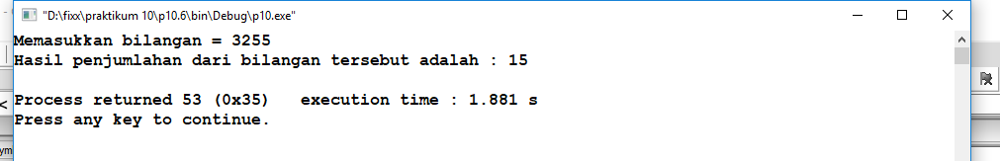 "D:\fixx\praktikum 10\p10.6\bin\Debug\p10.exe"
Memasukkan bilangan = 3255
Hasil penjumlahan dari bilangan tersebut adalah : 15
Process returned 53 (0x35)   execution time : 1.881 s
Press any key to continue.
ym